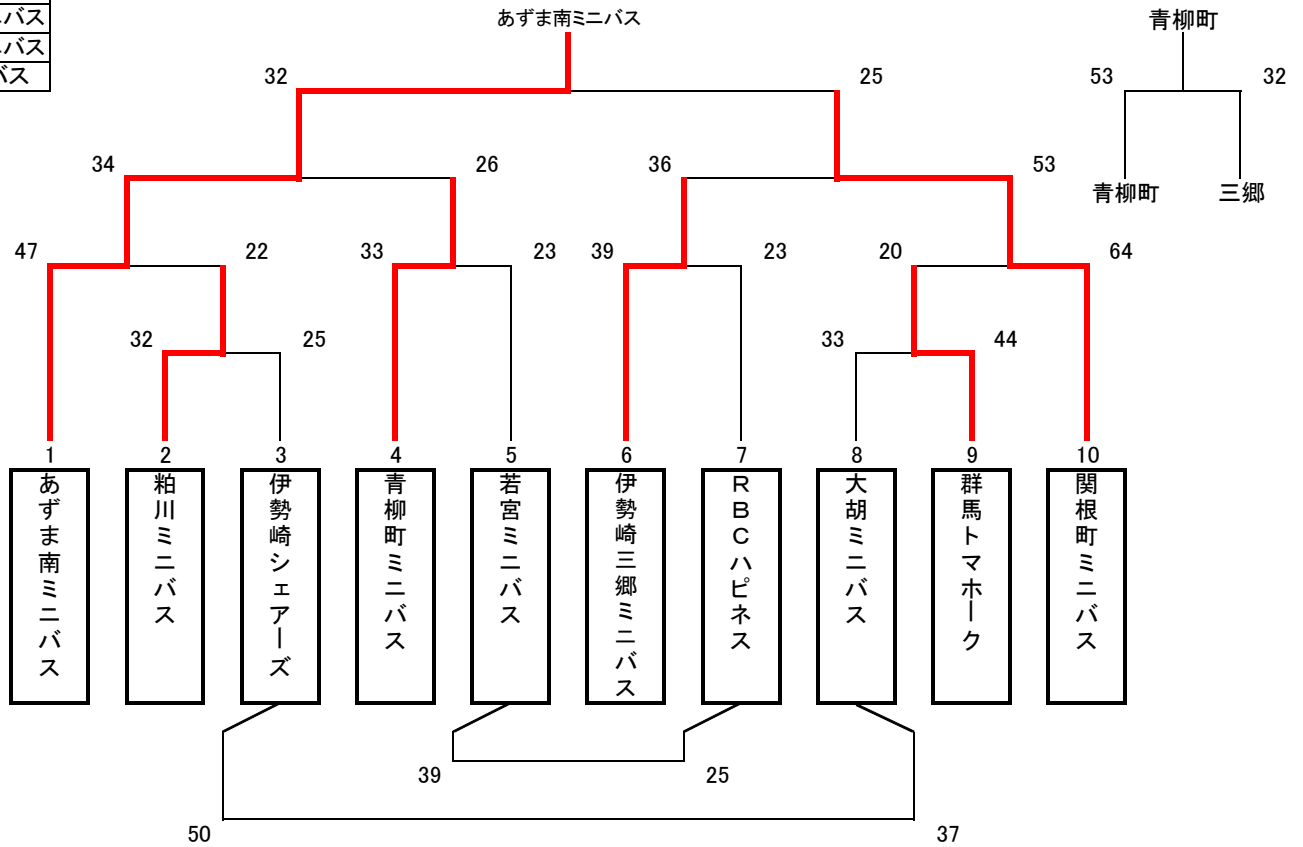 ニバス
ニバス
バス
あずま南ミニバス
青柳町
32
25
53
32
34
26
36
53
青柳町
三郷
47
22
33
23
39
23
20
64
32
25
33
44
1
2
3
4
5
6
7
8
9
10
あずま南ミニバス
粕川ミニバス
伊勢崎シェアーズ
青柳町ミニバス
若宮ミニバス
伊勢崎三郷ミニバス
RBCハピネス
大胡ミニバス
群馬トマホーク
関根町ミニバス
39
25
50
37